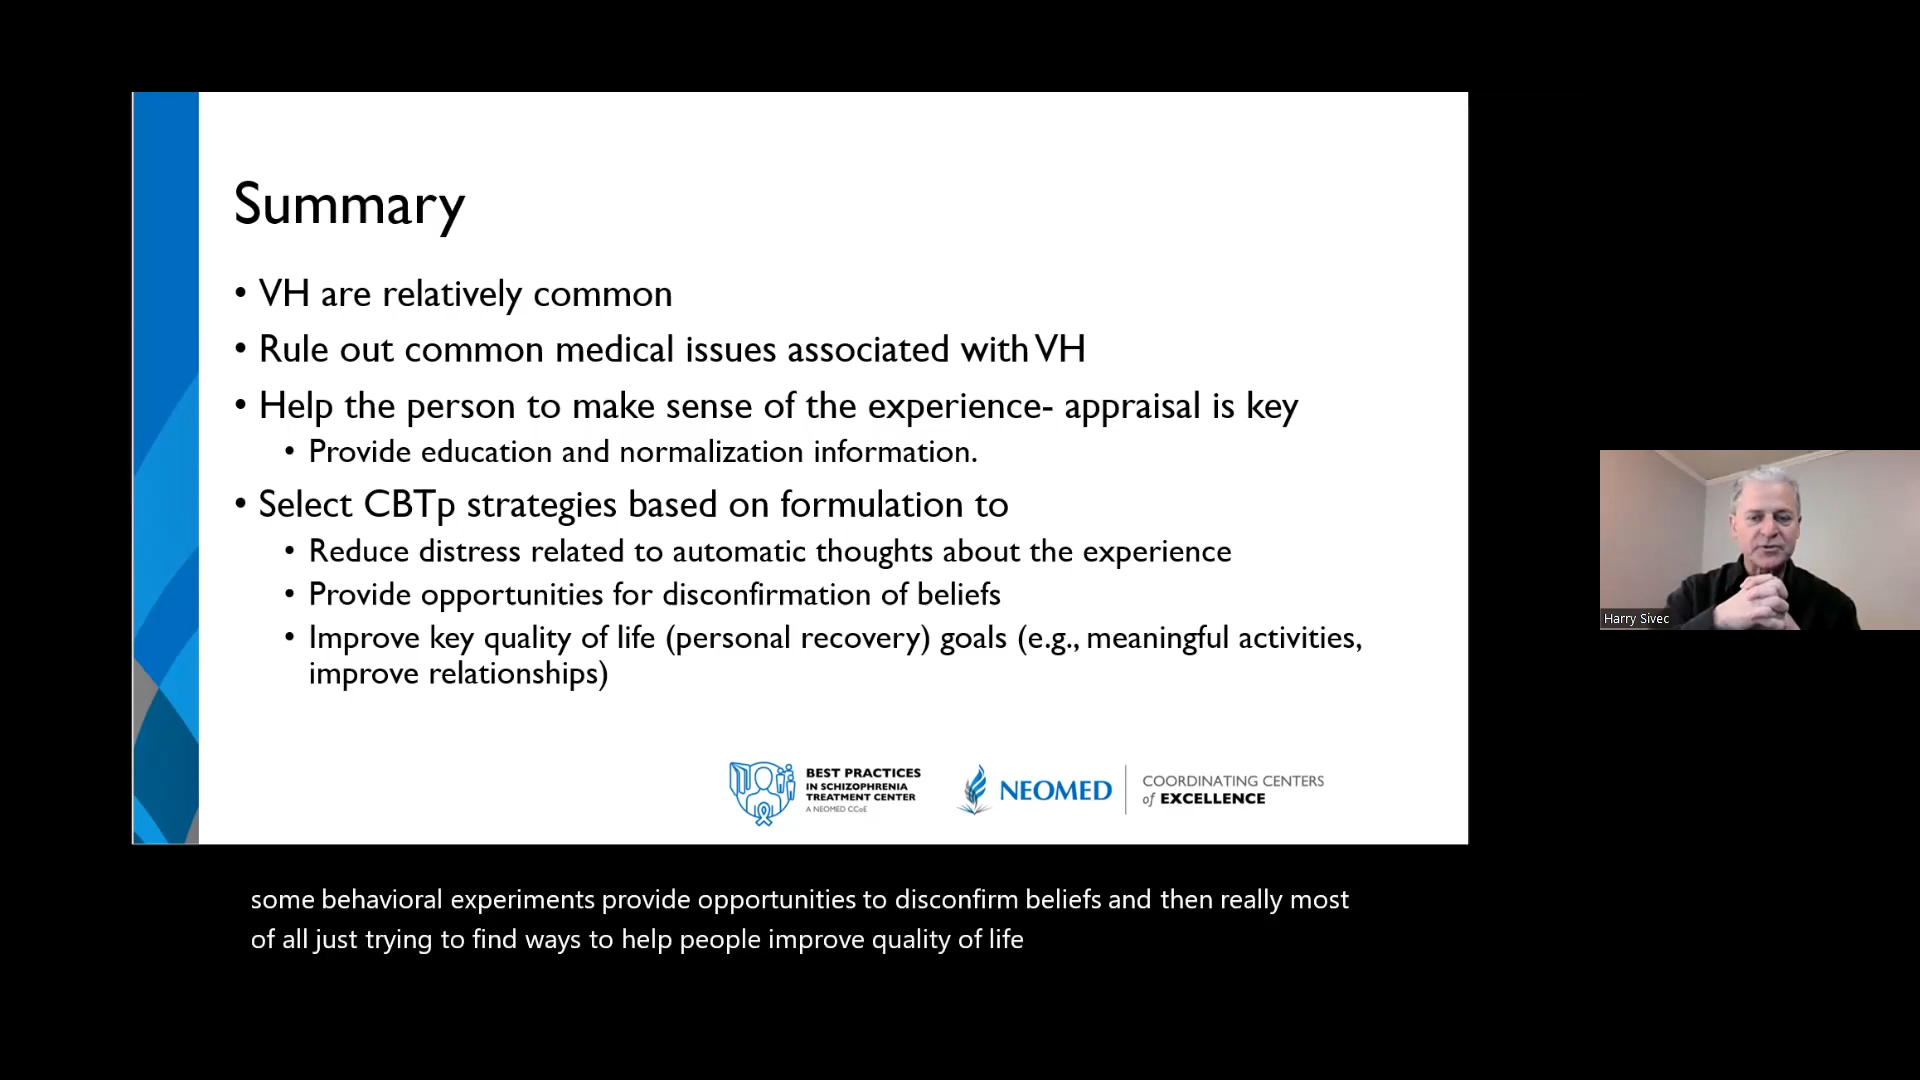 Summary
• VH are relatively common
• Rule out common medical issues associated with VH
• Help the person to make sense of the experience- appraisal is key
• Provide education and normalization information.
• Select CBTp strategies based on formulation to
• Reduce distress related to automatic thoughts about the experience
• Provide opportunities for disconfirmation of beliefs
• Improve key quality of life (personal recovery) goals (e.g., meaningful activities,
improve relationships)
BEST PRACTICES
IN SCHIZOPHRENIA
TREATMENT CENTER
A NEOMED CCoE
NEOMED
COORDINATING CENTERS
of EXCELLENCE
Harry Sivec
some behavioral experiments provide opportunities to disconfirm beliefs and then really most
of all just trying to find ways to help people improve quality of life